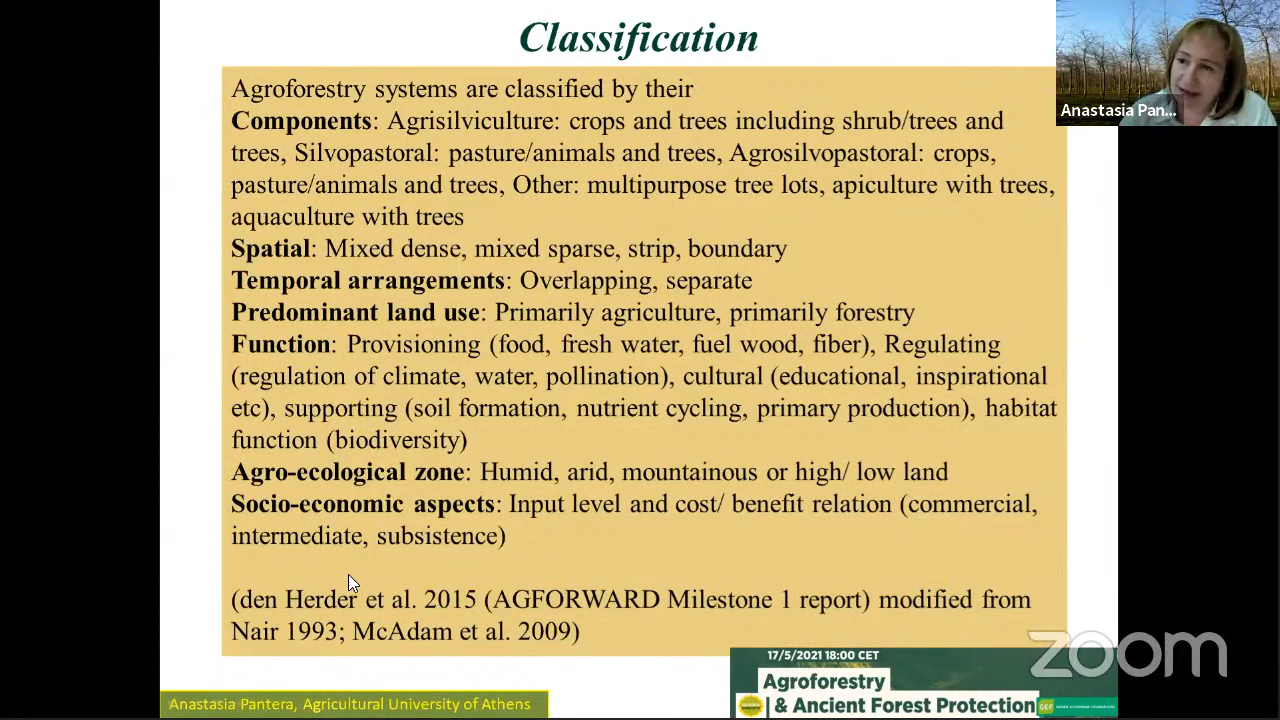 Classification
Agroforestry systems are classified by their
Components: Agrisilviculture: crops and trees including shrub/trees and
trees, Silvopastoral: pasture/animals and trees, Agrosilvopastoral: crops,
pasture/animals and trees, Other: multipurpose tree lots, apiculture with trees,
aquaculture with trees
Spatial: Mixed dense, mixed sparse, strip, boundary
Temporal arrangements: Overlapping, separate
Predominant land use: Primarily agriculture, primarily forestry
Function: Provisioning (food, fresh water, fuel wood, fiber), Regulating
(regulation of climate, water, pollination), cultural (educational, inspirational
etc), supporting (soil formation, nutrient cycling, primary production), habitat
function (biodiversity)
Agro-ecological zone: Humid, arid, mountainous or high/ low land
Socio-economic aspects: Input level and cost/ benefit relation (commercial,
intermediate, subsistence)
(den Herder et al. 2015 (AGFORWARD Milestone 1 report) modified from
Nair 1993; McAdam et al. 2009)
Anastasia Pan...
zoom
17/5/2021 18:00 CET
Agroforestry
& Ancient Forest Protection
GEF
Anastasia Pantera, Agricultural University of Athens